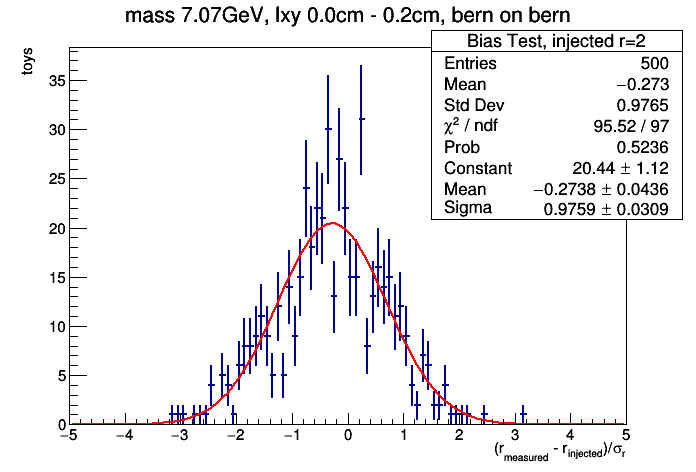 mass 7.07GeV, lxy 0.0cm - 0.2cm, bern on bern
toys
Bias Test, injected r=2
Entries 500
Mean −0.273
Std Dev 0.9765
χ² / ndf 95.52 / 97
Prob 0.5236
Constant 20.44 ± 1.12
Mean −0.2738 ± 0.0436
Sigma 0.9759 ± 0.0309
35
30
25
20
15
10
5
0
−5 −4 −3 −2 −1 0 1 2 3 4 5
(r_measured - r_injected)/σ_r